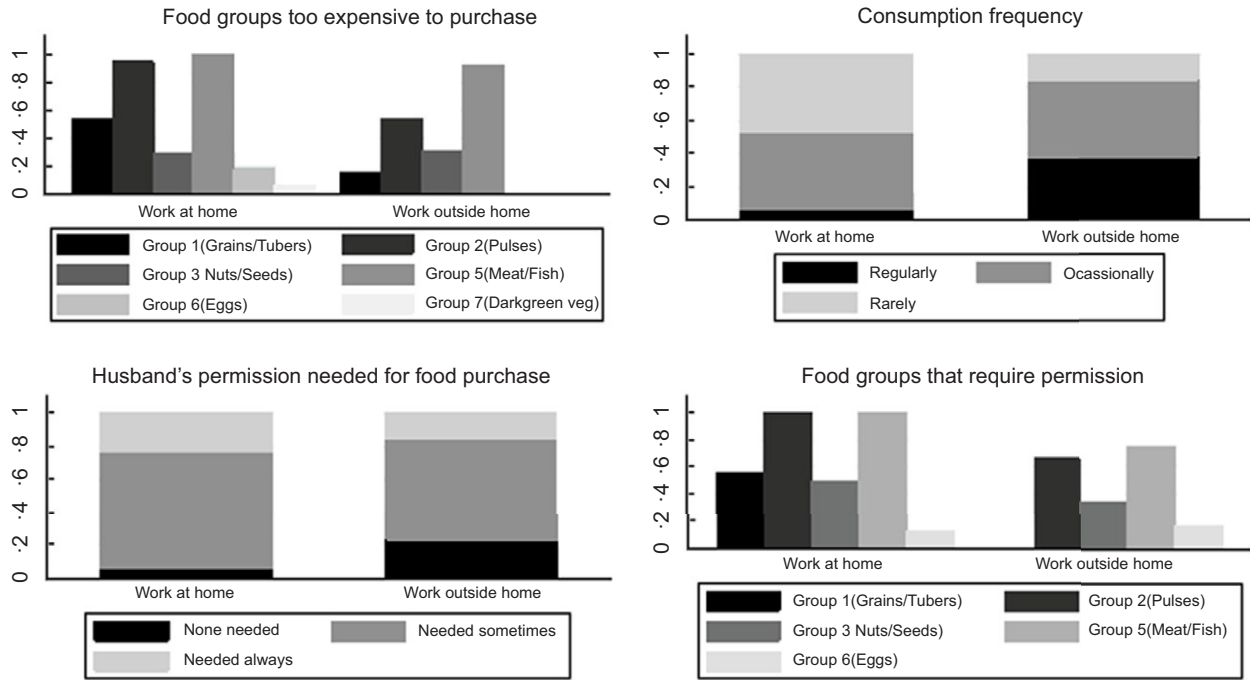 Food groups too expensive to purchase
1
·8
·6
·4
·2
0
Work at home Work outside home
Group 1(Grains/Tubers) Group 2(Pulses)
Group 3 Nuts/Seeds) Group 5(Meat/Fish)
Group 6(Eggs) Group 7(Darkgreen veg)
Consumption frequency
1
·8
·6
·4
·2
0
Work at home Work outside home
Regularly Ocassionally
Rarely
Husband's permission needed for food purchase
1
·8
·6
·4
·2
0
Work at home Work outside home
None needed Needed sometimes
Needed always
Food groups that require permission
1
·8
·6
·4
·2
0
Work at home Work outside home
Group 1(Grains/Tubers) Group 2(Pulses)
Group 3 Nuts/Seeds) Group 5(Meat/Fish)
Group 6(Eggs)